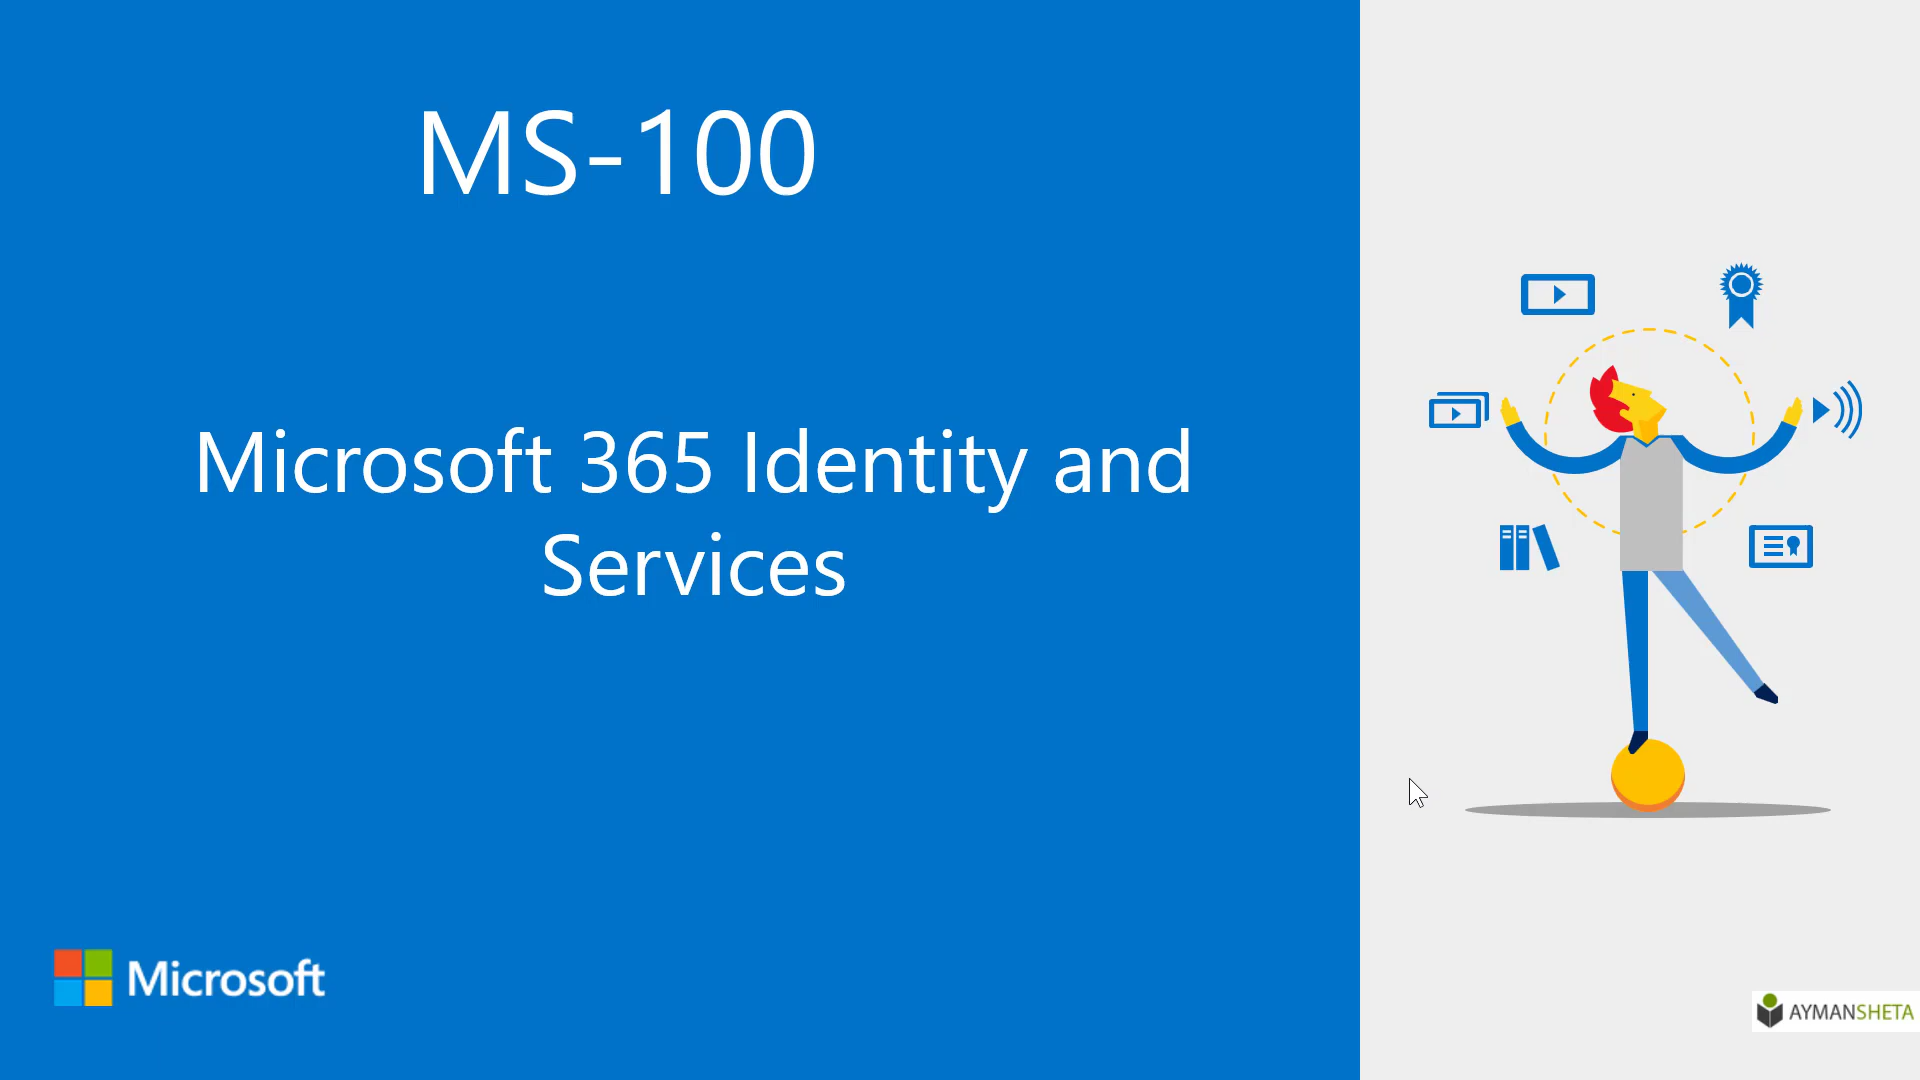 MS-100
Microsoft 365 Identity and
Services
Microsoft
AYMANSHETA